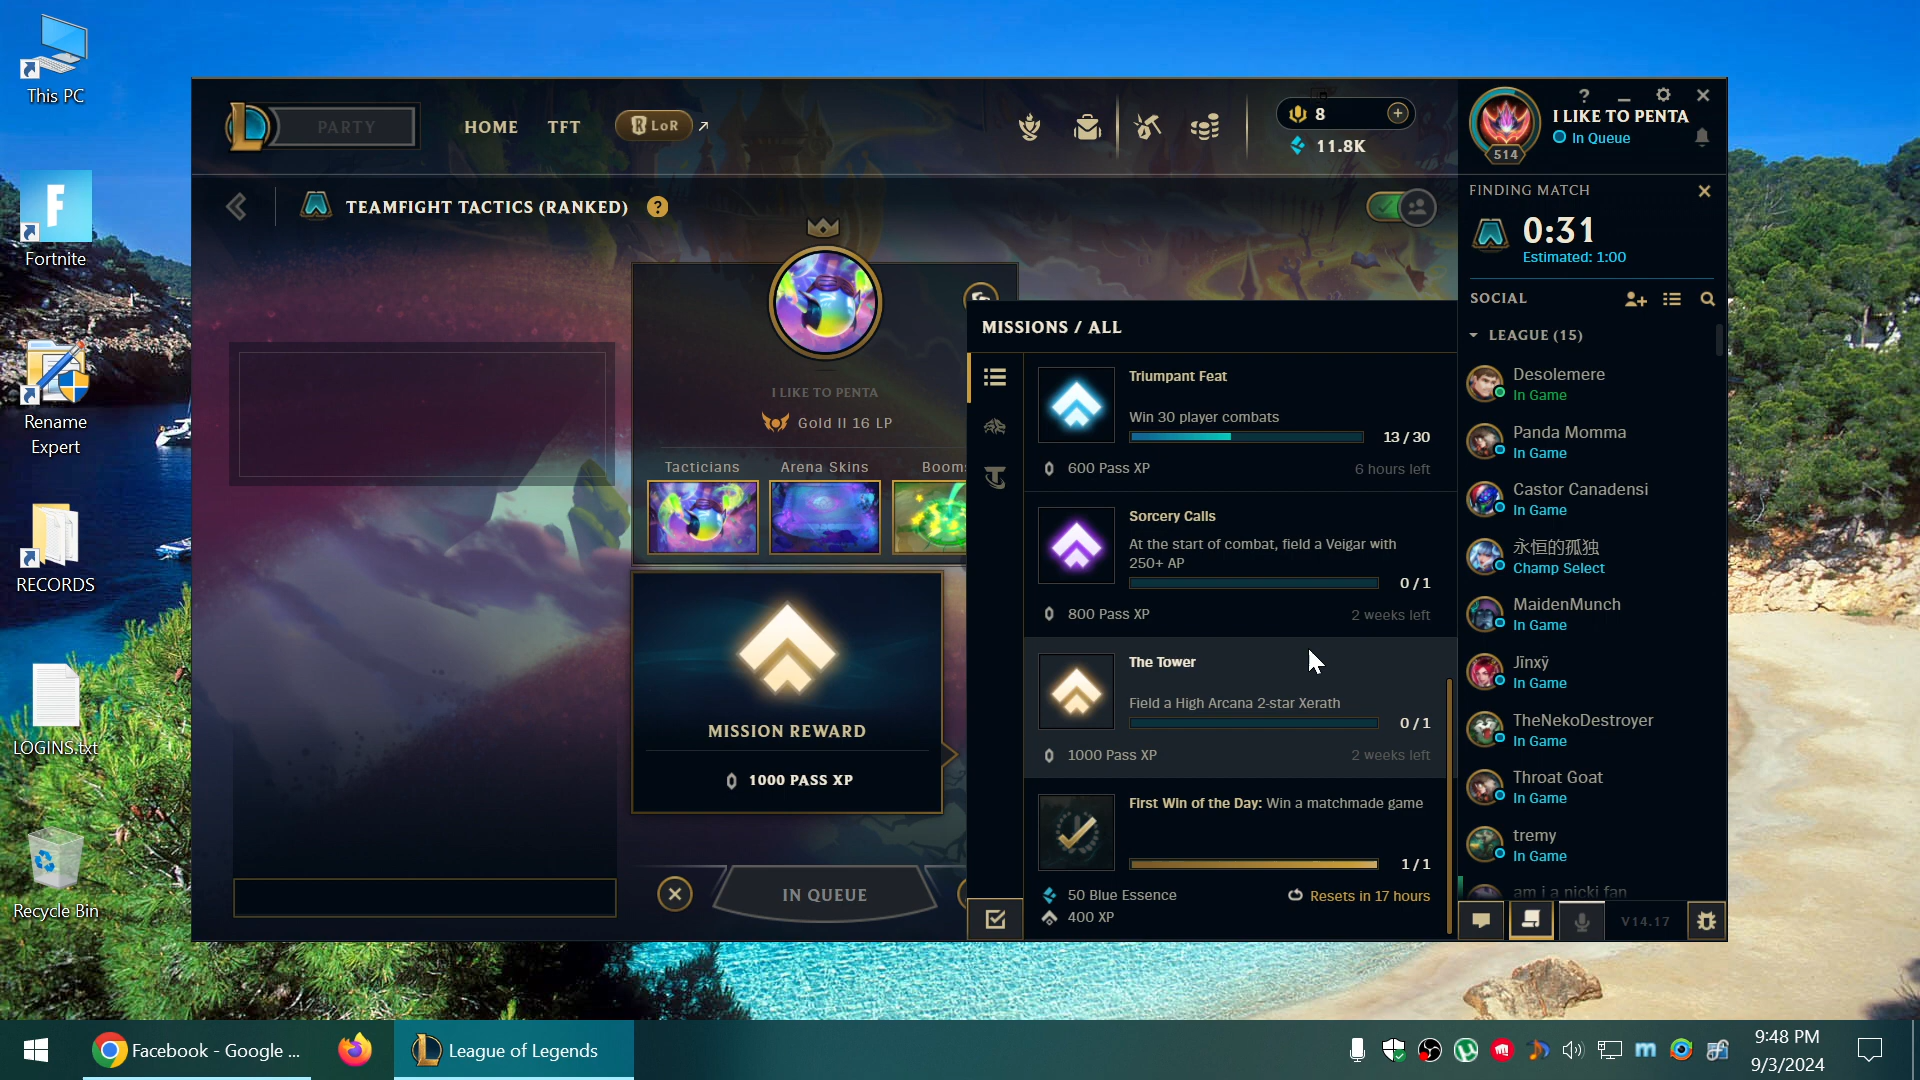 This PC
Fortnite
Rename
Expert
RECORDS
LOGINS.txt
Recycle Bin
PARTY
HOME
TFT
LoR
8
11.8K
?
514
I LIKE TO PENTA
In Queue
TEAMFIGHT TACTICS (RANKED)
?
FINDING MATCH
0:31
Estimated: 1:00
I LIKE TO PENTA
Gold II 16 LP
Tacticians
Arena Skins
Booms
MISSION REWARD
1000 PASS XP
IN QUEUE
MISSIONS / ALL
Triumpant Feat
Win 30 player combats
13 / 30
600 Pass XP
6 hours left
Sorcery Calls
At the start of combat, field a Veigar with
250+ AP
0 / 1
800 Pass XP
2 weeks left
The Tower
Field a High Arcana 2-star Xerath
0 / 1
1000 Pass XP
2 weeks left
First Win of the Day: Win a matchmade game
1 / 1
50 Blue Essence
Resets in 17 hours
400 XP
SOCIAL
LEAGUE (15)
Desolemere
In Game
Panda Momma
In Game
Castor Canadensi
In Game
永恒的孤独
Champ Select
MaidenMunch
In Game
Jïnxÿ
In Game
TheNekoDestroyer
In Game
Throat Goat
In Game
tremy
In Game
am i a nicki fan
V14.17
Facebook - Google ...
League of Legends
9:48 PM
9/3/2024